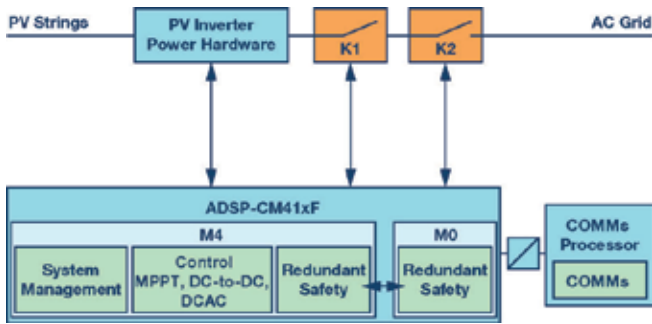 PV Strings
PV Inverter
Power Hardware
K1
K2
AC Grid
ADSP-CM41xF
M4
M0
System
Management
Control
MPPT, DC-to-DC,
DCAC
Redundant
Safety
Redundant
Safety
COMMs
Processor
COMMs